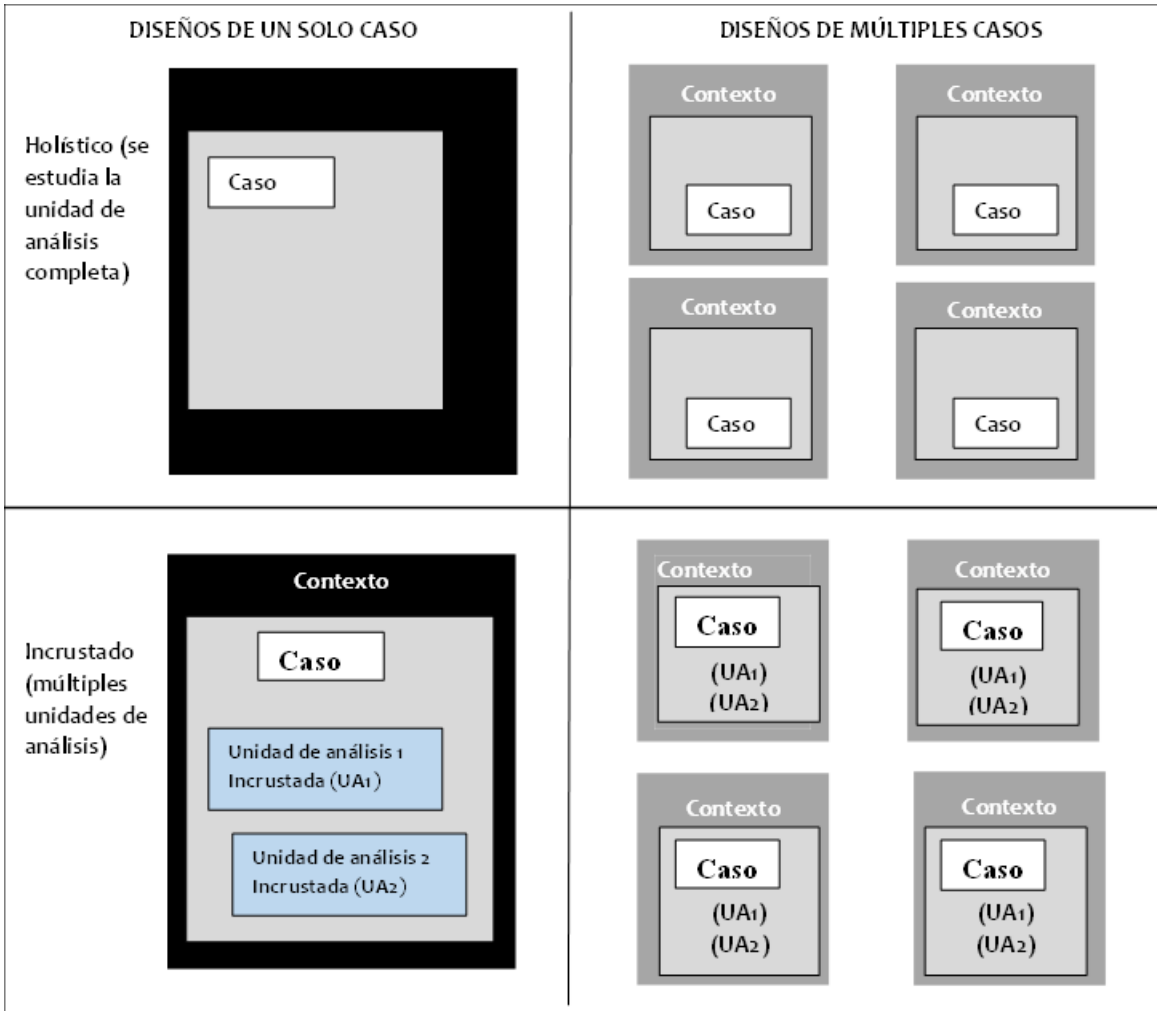 DISEÑOS DE UN SOLO CASO
DISEÑOS DE MÚLTIPLES CASOS
Holístico (se
estudia la
unidad de
análisis
completa)
Caso
Contexto
Contexto
Caso
Caso
Contexto
Contexto
Caso
Caso
Incrustado
(múltiples
unidades de
análisis)
Contexto
Caso
Unidad de análisis 1
Incrustada (UA1)
Unidad de análisis 2
Incrustada (UA2)
Contexto
Caso
(UA1)
(UA2)
Contexto
Caso
(UA1)
(UA2)
Contexto
Caso
(UA1)
(UA2)
Contexto
Caso
(UA1)
(UA2)